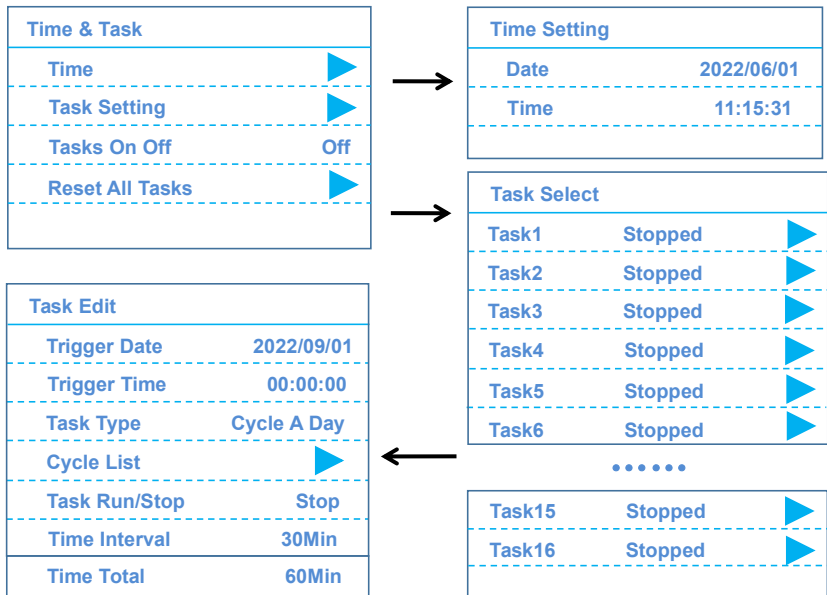 Time & Task
Time
Task Setting
Tasks On Off Off
Reset All Tasks
Time Setting
Date 2022/06/01
Time 11:15:31
Task Select
Task1 Stopped
Task2 Stopped
Task3 Stopped
Task4 Stopped
Task5 Stopped
Task6 Stopped
......
Task15 Stopped
Task16 Stopped
Task Edit
Trigger Date 2022/09/01
Trigger Time 00:00:00
Task Type Cycle A Day
Cycle List
Task Run/Stop Stop
Time Interval 30Min
Time Total 60Min